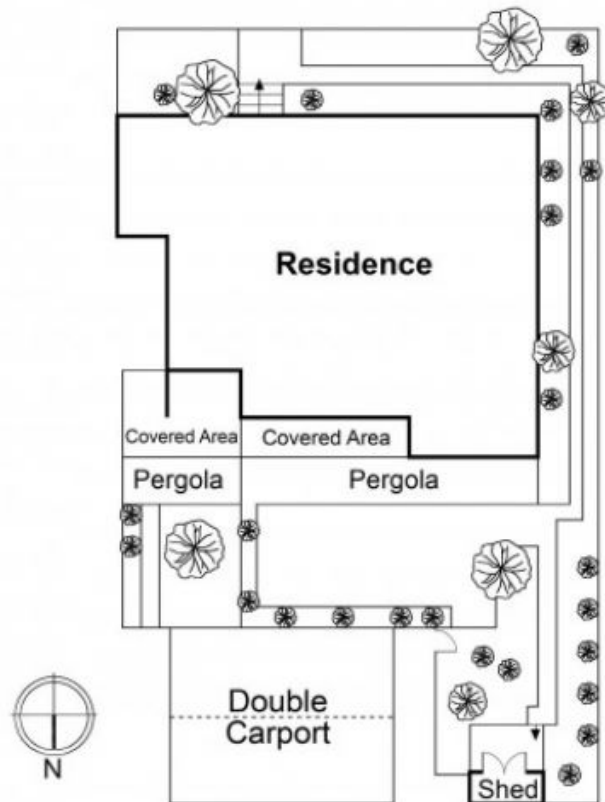 Residence
Covered Area
Covered Area
Pergola
Pergola
Double
Carport
N
Shed